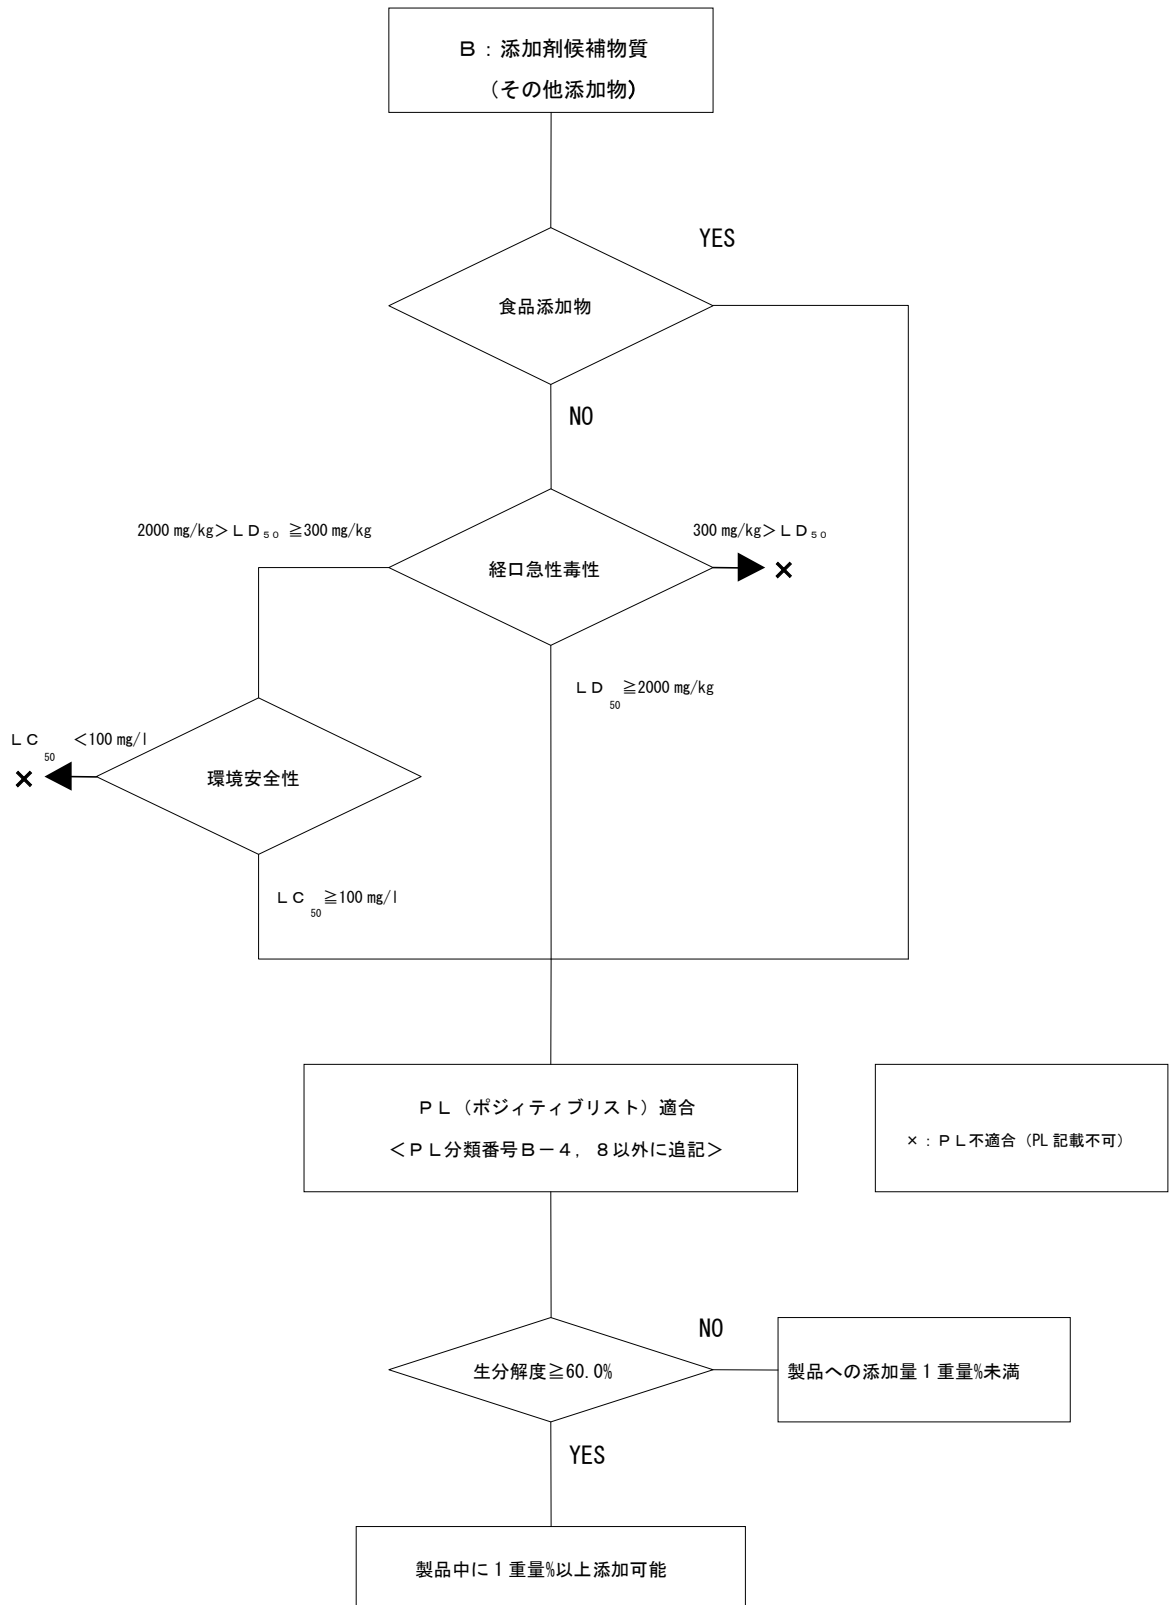 B：添加剤候補物質
（その他添加物）
YES
食品添加物
NO
2000 mg/kg＞LD₅₀ ≧300 mg/kg
300 mg/kg＞LD₅₀
経口急性毒性
×
LD₅₀≧2000 mg/kg
LC₅₀ ＜100 mg/l
×
環境安全性
LC₅₀≧100 mg/l
PL（ポジィティブリスト）適合
＜PL分類番号B－4，8以外に追記＞
×：PL不適合（PL記載不可）
NO
生分解度≧60.0%
製品への添加量1重量%未満
YES
製品中に1重量%以上添加可能